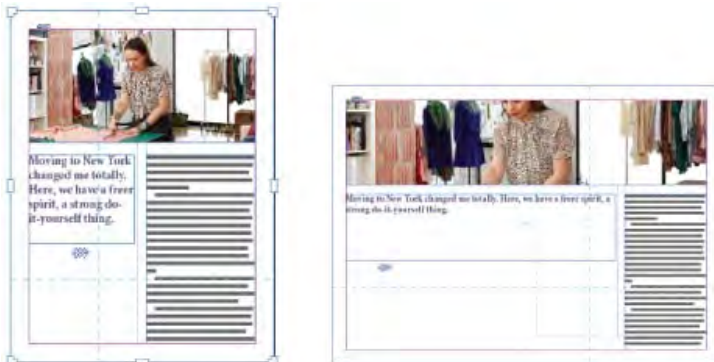 Moving to New York
changed me totally.
Here, we have a freer
spirit, a strong do-
it-yourself thing.
Moving to New York changed me totally. Here, we have a freer spirit, a
strong do-it-yourself thing.